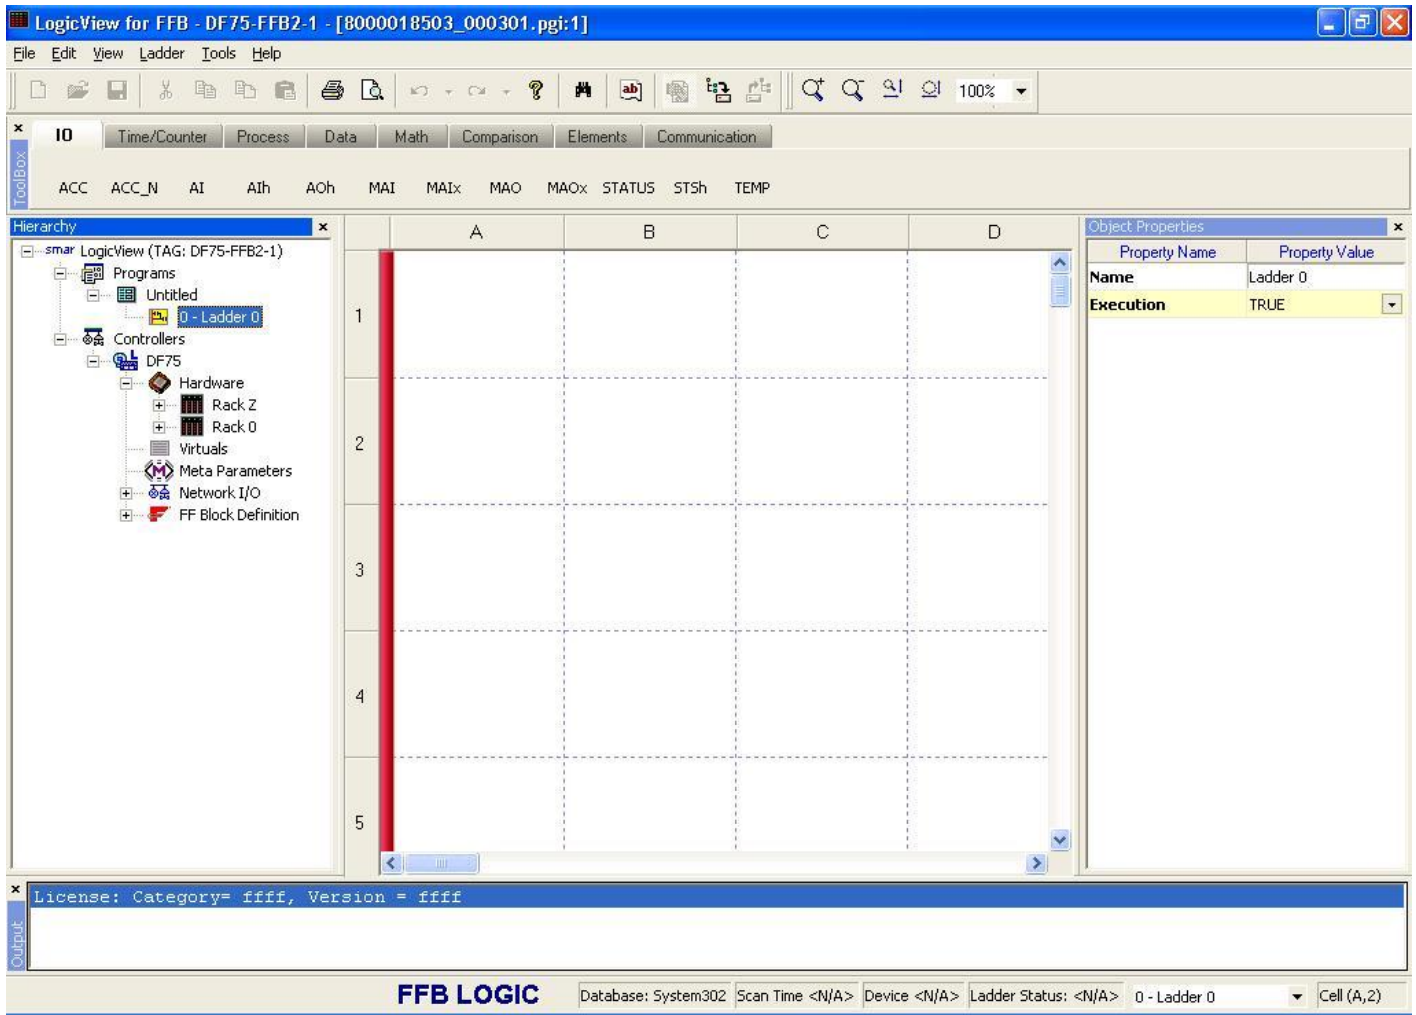 LogicView for FFB - DF75-FFB2-1 - [8000018503_000301.pgi:1]
File Edit View Ladder Tools Help
100%
IO Time/Counter Process Data Math Comparison Elements Communication
ToolBox
ACC ACC_N AI AIh AOh MAI MAIx MAO MAOx STATUS STSh TEMP
Hierarchy
smar LogicView (TAG: DF75-FFB2-1)
Programs
Untitled
0 - Ladder 0
Controllers
DF75
Hardware
Rack Z
Rack 0
Virtuals
Meta Parameters
Network I/O
FF Block Definition
A B C D
1
2
3
4
5
Object Properties
Property Name Property Value
Name Ladder 0
Execution TRUE
License: Category= ffff, Version = ffff
Output
FFB LOGIC Database: System302 Scan Time <N/A> Device <N/A> Ladder Status: <N/A> 0 - Ladder 0 Cell (A,2)